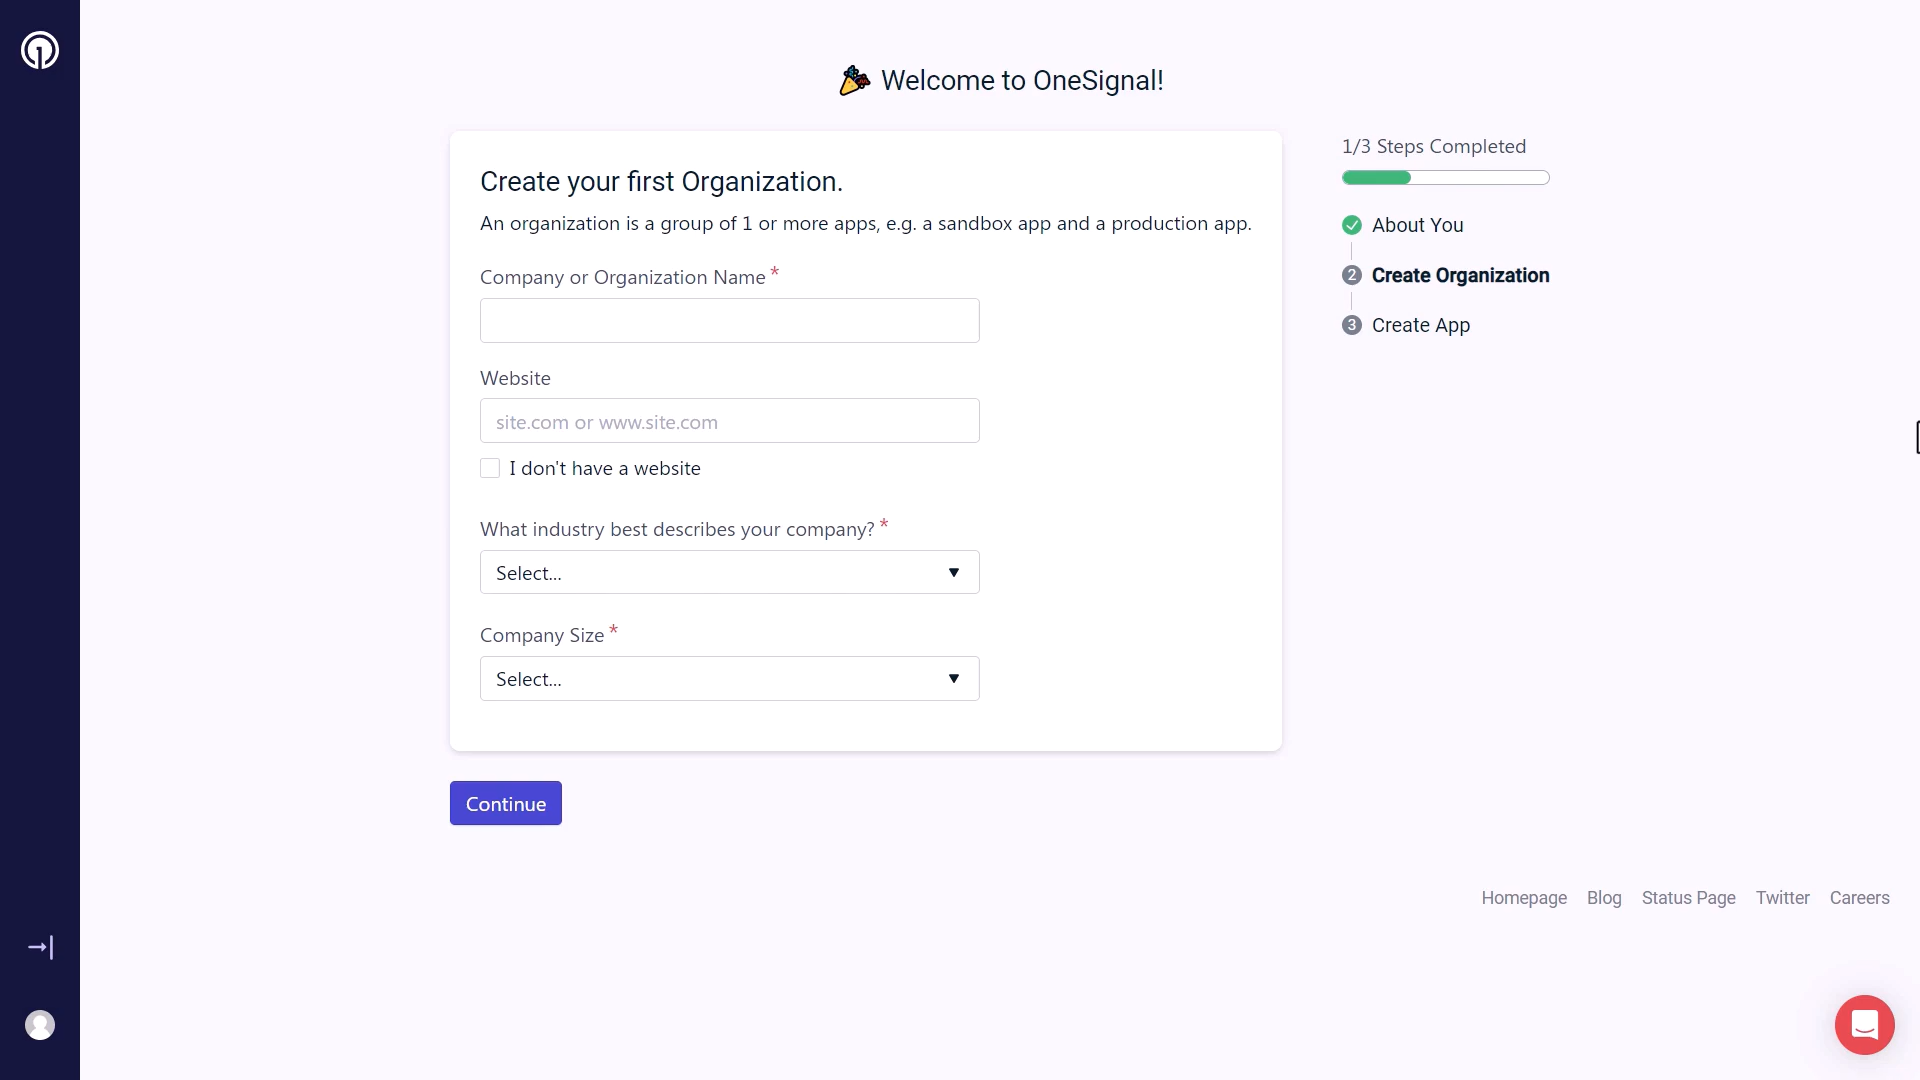 Welcome to OneSignal!
Create your first Organization.
An organization is a group of 1 or more apps, e.g. a sandbox app and a production app.
Company or Organization Name *
Website
site.com or www.site.com
I don't have a website
What industry best describes your company? *
Select...
Company Size *
Select...
Continue
1/3 Steps Completed
About You
2 Create Organization
3 Create App
Homepage Blog Status Page Twitter Careers